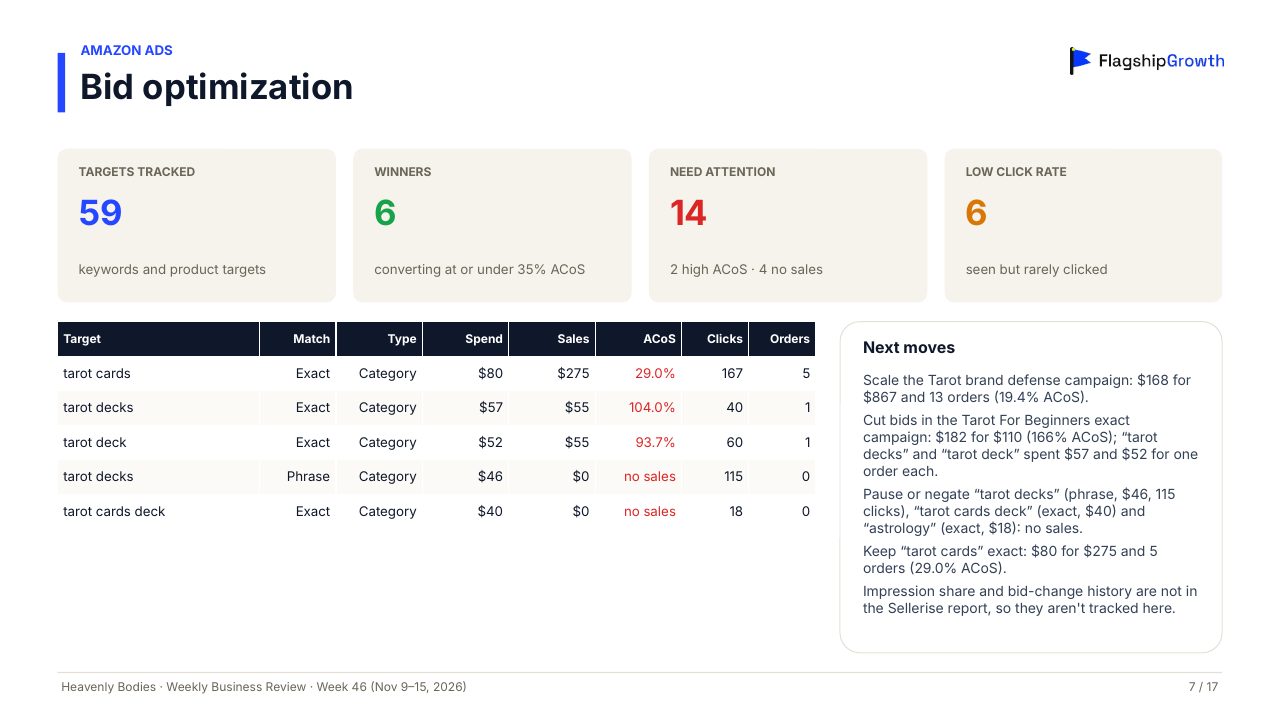 AMAZON ADS
Bid optimization
FlagshipGrowth
TARGETS TRACKED
59
keywords and product targets
WINNERS
6
converting at or under 35% ACoS
NEED ATTENTION
14
2 high ACoS · 4 no sales
LOW CLICK RATE
6
seen but rarely clicked
Target Match Type Spend Sales ACoS Clicks Orders
tarot cards Exact Category $80 $275 29.0% 167 5
tarot decks Exact Category $57 $55 104.0% 40 1
tarot deck Exact Category $52 $55 93.7% 60 1
tarot decks Phrase Category $46 $0 no sales 115 0
tarot cards deck Exact Category $40 $0 no sales 18 0
Next moves
Scale the Tarot brand defense campaign: $168 for
$867 and 13 orders (19.4% ACoS).
Cut bids in the Tarot For Beginners exact
campaign: $182 for $110 (166% ACoS); “tarot
decks” and “tarot deck” spent $57 and $52 for one
order each.
Pause or negate “tarot decks” (phrase, $46, 115
clicks), “tarot cards deck” (exact, $40) and
“astrology” (exact, $18): no sales.
Keep “tarot cards” exact: $80 for $275 and 5
orders (29.0% ACoS).
Impression share and bid-change history are not in
the Sellerise report, so they aren't tracked here.
Heavenly Bodies · Weekly Business Review · Week 46 (Nov 9–15, 2026)
7 / 17